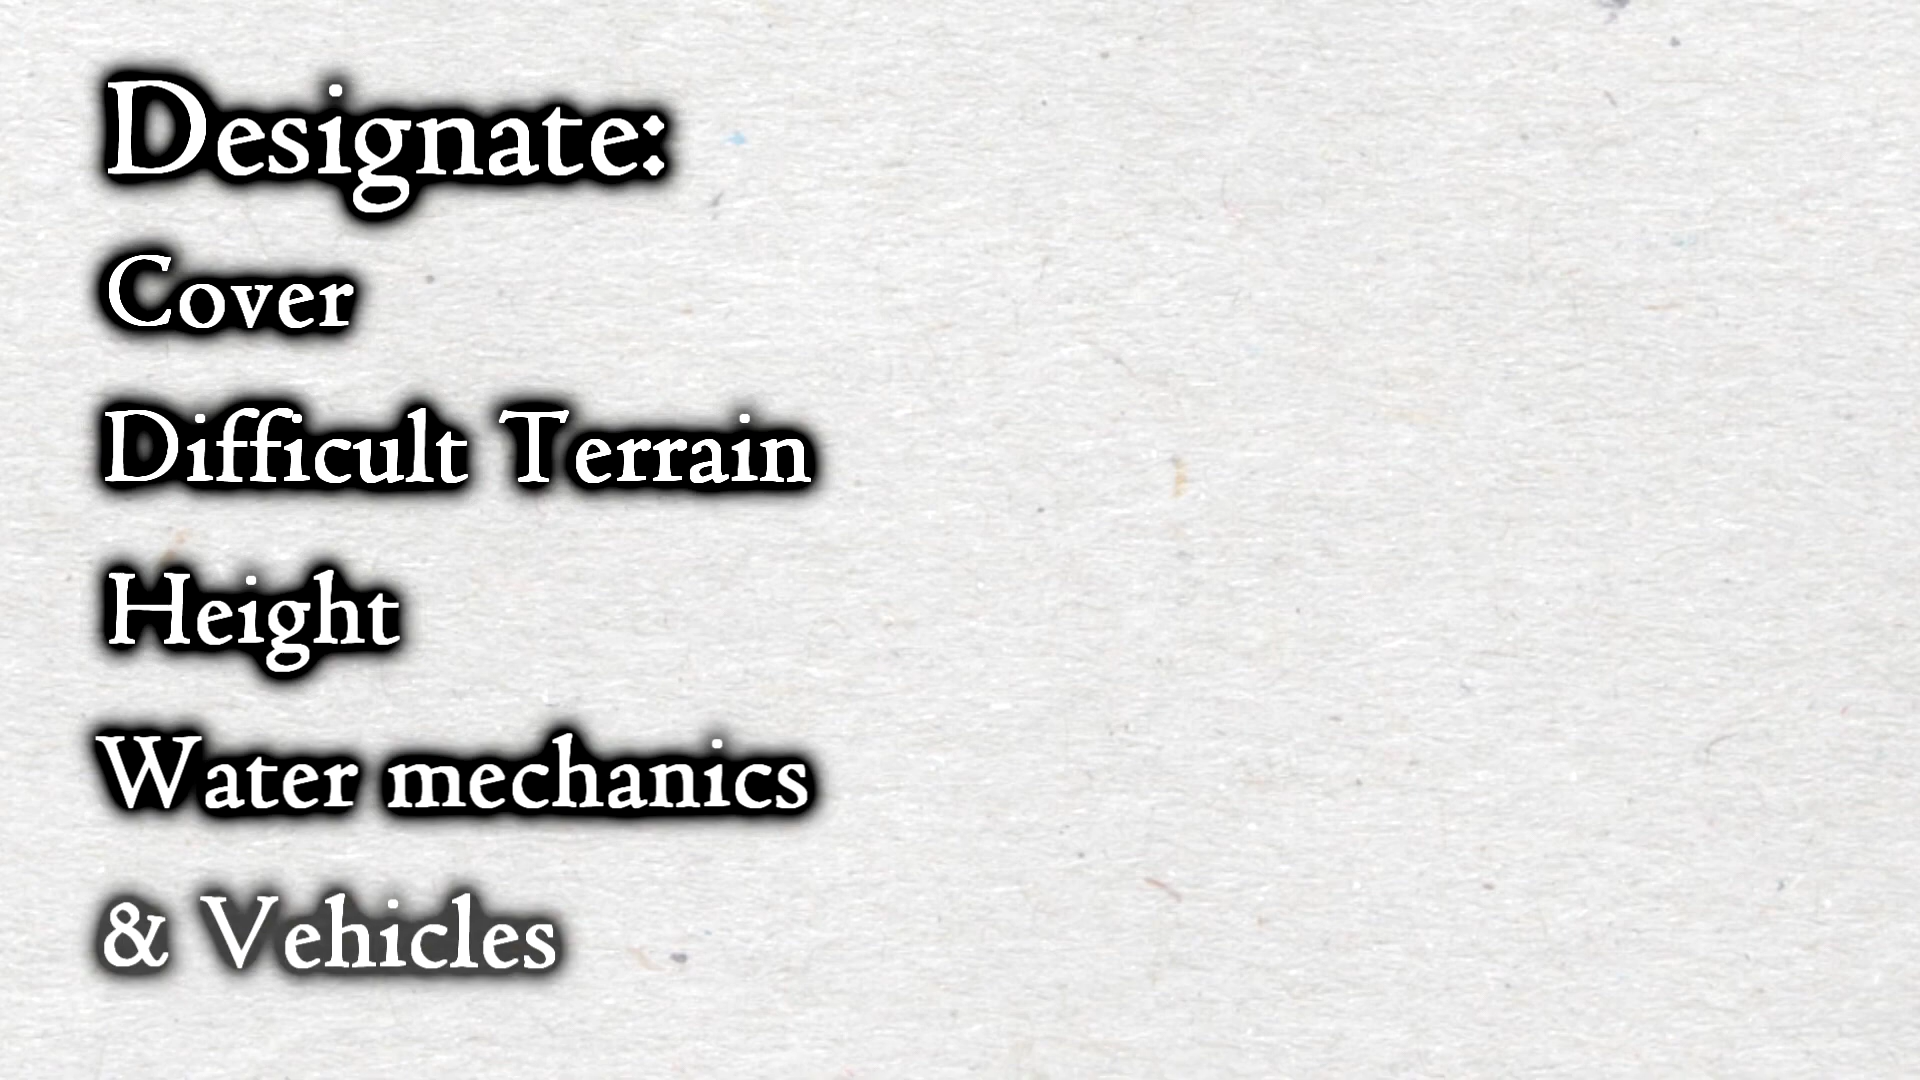 Designate:
Cover
Difficult Terrain
Height
Water mechanics
& Vehicles